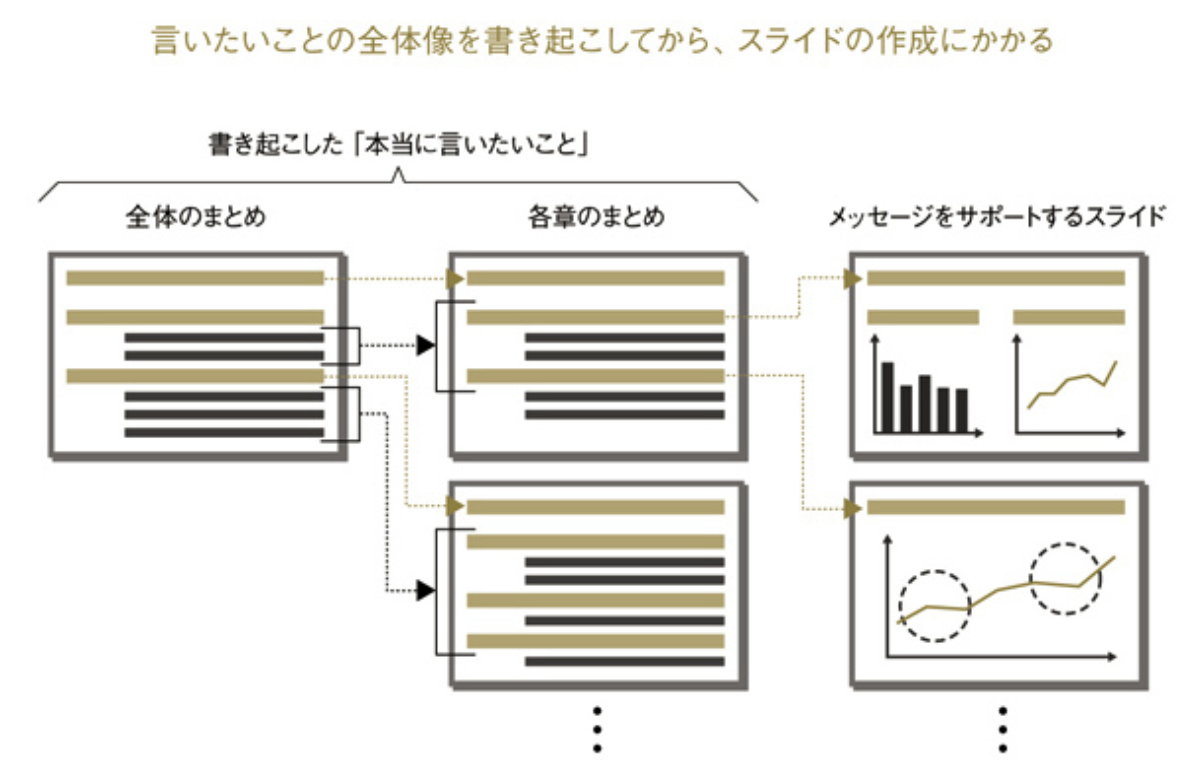 言いたいことの全体像を書き起こしてから、スライドの作成にかかる
書き起こした「本当に言いたいこと」
全体のまとめ
各章のまとめ
メッセージをサポートするスライド